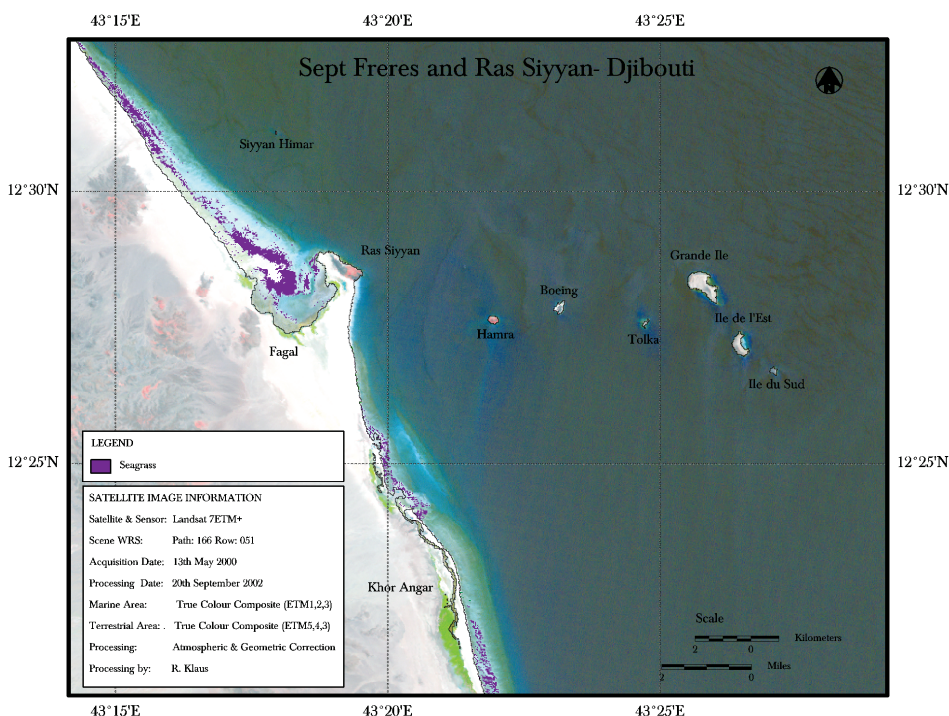 43°15'E 43°20'E 43°25'E
Sept Freres and Ras Siyyan- Djibouti
Siyyan Himar
12°30'N 12°30'N
Ras Siyyan
Grande Ile
Boeing
Ile de l'Est
Hamra
Tolka
Fagal
Ile du Sud
LEGEND
Seagrass
12°25'N 12°25'N
SATELLITE IMAGE INFORMATION
Satellite & Sensor: Landsat 7ETM+
Scene WRS: Path: 166 Row: 051
Acquisition Date: 13th May 2000
Processing Date: 20th September 2002
Marine Area: True Colour Composite (ETM1,2,3)
Terrestrial Area: . True Colour Composite (ETM5,4,3)
Processing: Atmospheric & Geometric Correction
Processing by: R. Klaus
Khor Angar
Scale
Kilometers
2 0
Miles
2 0
43°15'E 43°20'E 43°25'E